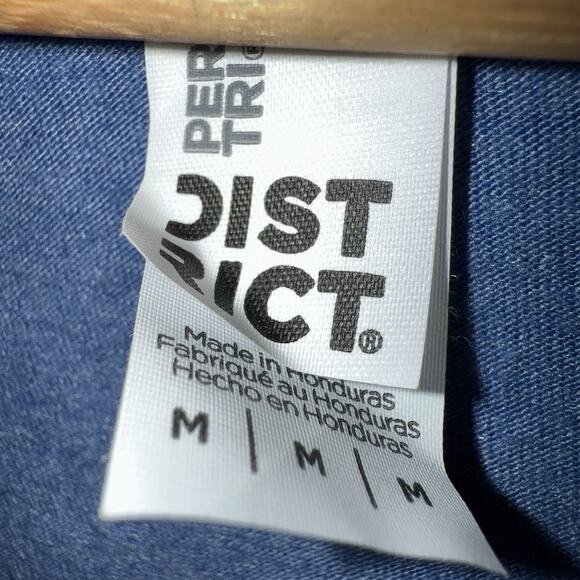 PER
TRI®
DIST
RICT®
Made in Honduras
Fabriqué au Honduras
Hecho en Honduras
M | M | M